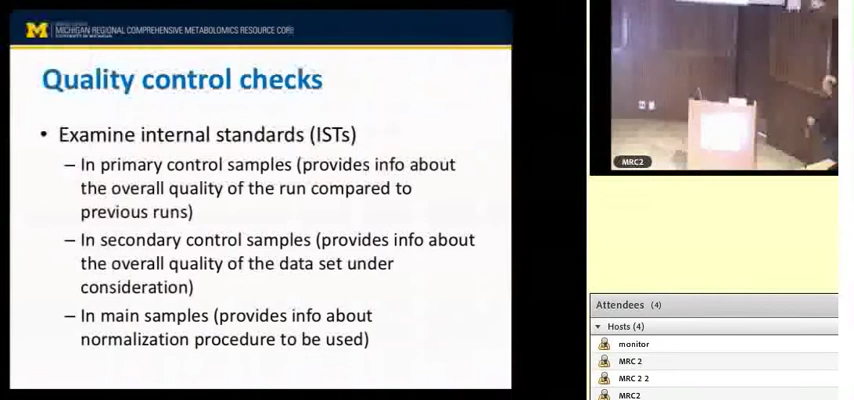 M
MICHIGAN REGIONAL COMPREHENSIVE METABOLOMICS RESOURCE CORE
Quality control checks
• Examine internal standards (ISTs)
– In primary control samples (provides info about
the overall quality of the run compared to
previous runs)
– In secondary control samples (provides info about
the overall quality of the data set under
consideration)
– In main samples (provides info about
normalization procedure to be used)
MRC2
Attendees (4)
Hosts (4)
monitor
MRC 2
MRC 2 2
MRC2